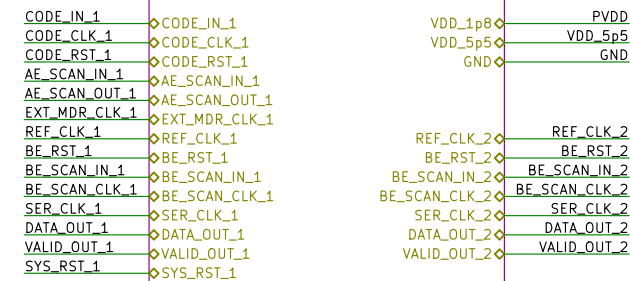 CODE_IN_1 CODE_IN_1 VDD_1p8 PVDD
CODE_CLK_1 CODE_CLK_1 VDD_5p5 VDD_5p5
CODE_RST_1 CODE_RST_1 GND GND
AE_SCAN_IN_1 AE_SCAN_IN_1
AE_SCAN_OUT_1 AE_SCAN_OUT_1
EXT_MDR_CLK_1 EXT_MDR_CLK_1
REF_CLK_1 REF_CLK_1 REF_CLK_2 REF_CLK_2
BE_RST_1 BE_RST_1 BE_RST_2 BE_RST_2
BE_SCAN_IN_1 BE_SCAN_IN_1 BE_SCAN_IN_2 BE_SCAN_IN_2
BE_SCAN_CLK_1 BE_SCAN_CLK_1 BE_SCAN_CLK_2 BE_SCAN_CLK_2
SER_CLK_1 SER_CLK_1 SER_CLK_2 SER_CLK_2
DATA_OUT_1 DATA_OUT_1 DATA_OUT_2 DATA_OUT_2
VALID_OUT_1 VALID_OUT_1 VALID_OUT_2 VALID_OUT_2
SYS_RST_1 SYS_RST_1